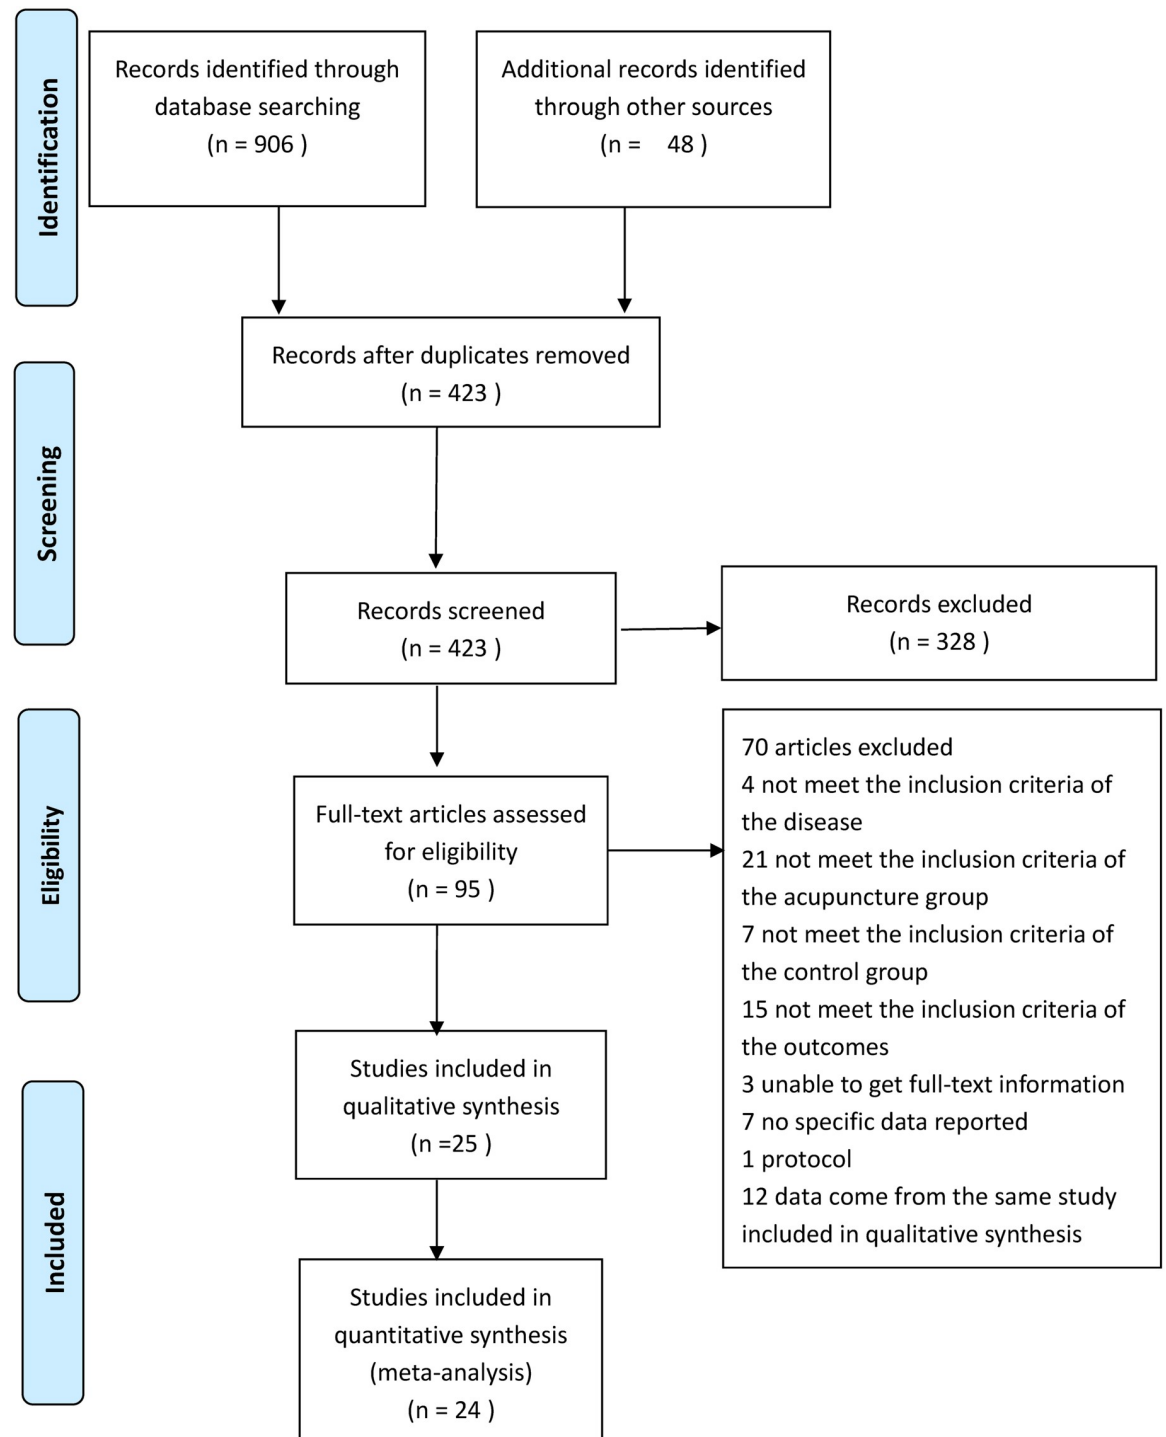 Identification
Records identified through
database searching
(n = 906 )
Additional records identified
through other sources
(n =    48 )
Records after duplicates removed
(n = 423 )
Screening
Records screened
(n = 423 )
Records excluded
(n = 328 )
Eligibility
Full-text articles assessed
for eligibility
(n = 95 )
70 articles excluded
4 not meet the inclusion criteria of
the disease
21 not meet the inclusion criteria of
the acupuncture group
7 not meet the inclusion criteria of
the control group
15 not meet the inclusion criteria of
the outcomes
3 unable to get full-text information
7 no specific data reported
1 protocol
12 data come from the same study
included in qualitative synthesis
Studies included in
qualitative synthesis
(n =25 )
Included
Studies included in
quantitative synthesis
(meta-analysis)
(n = 24 )